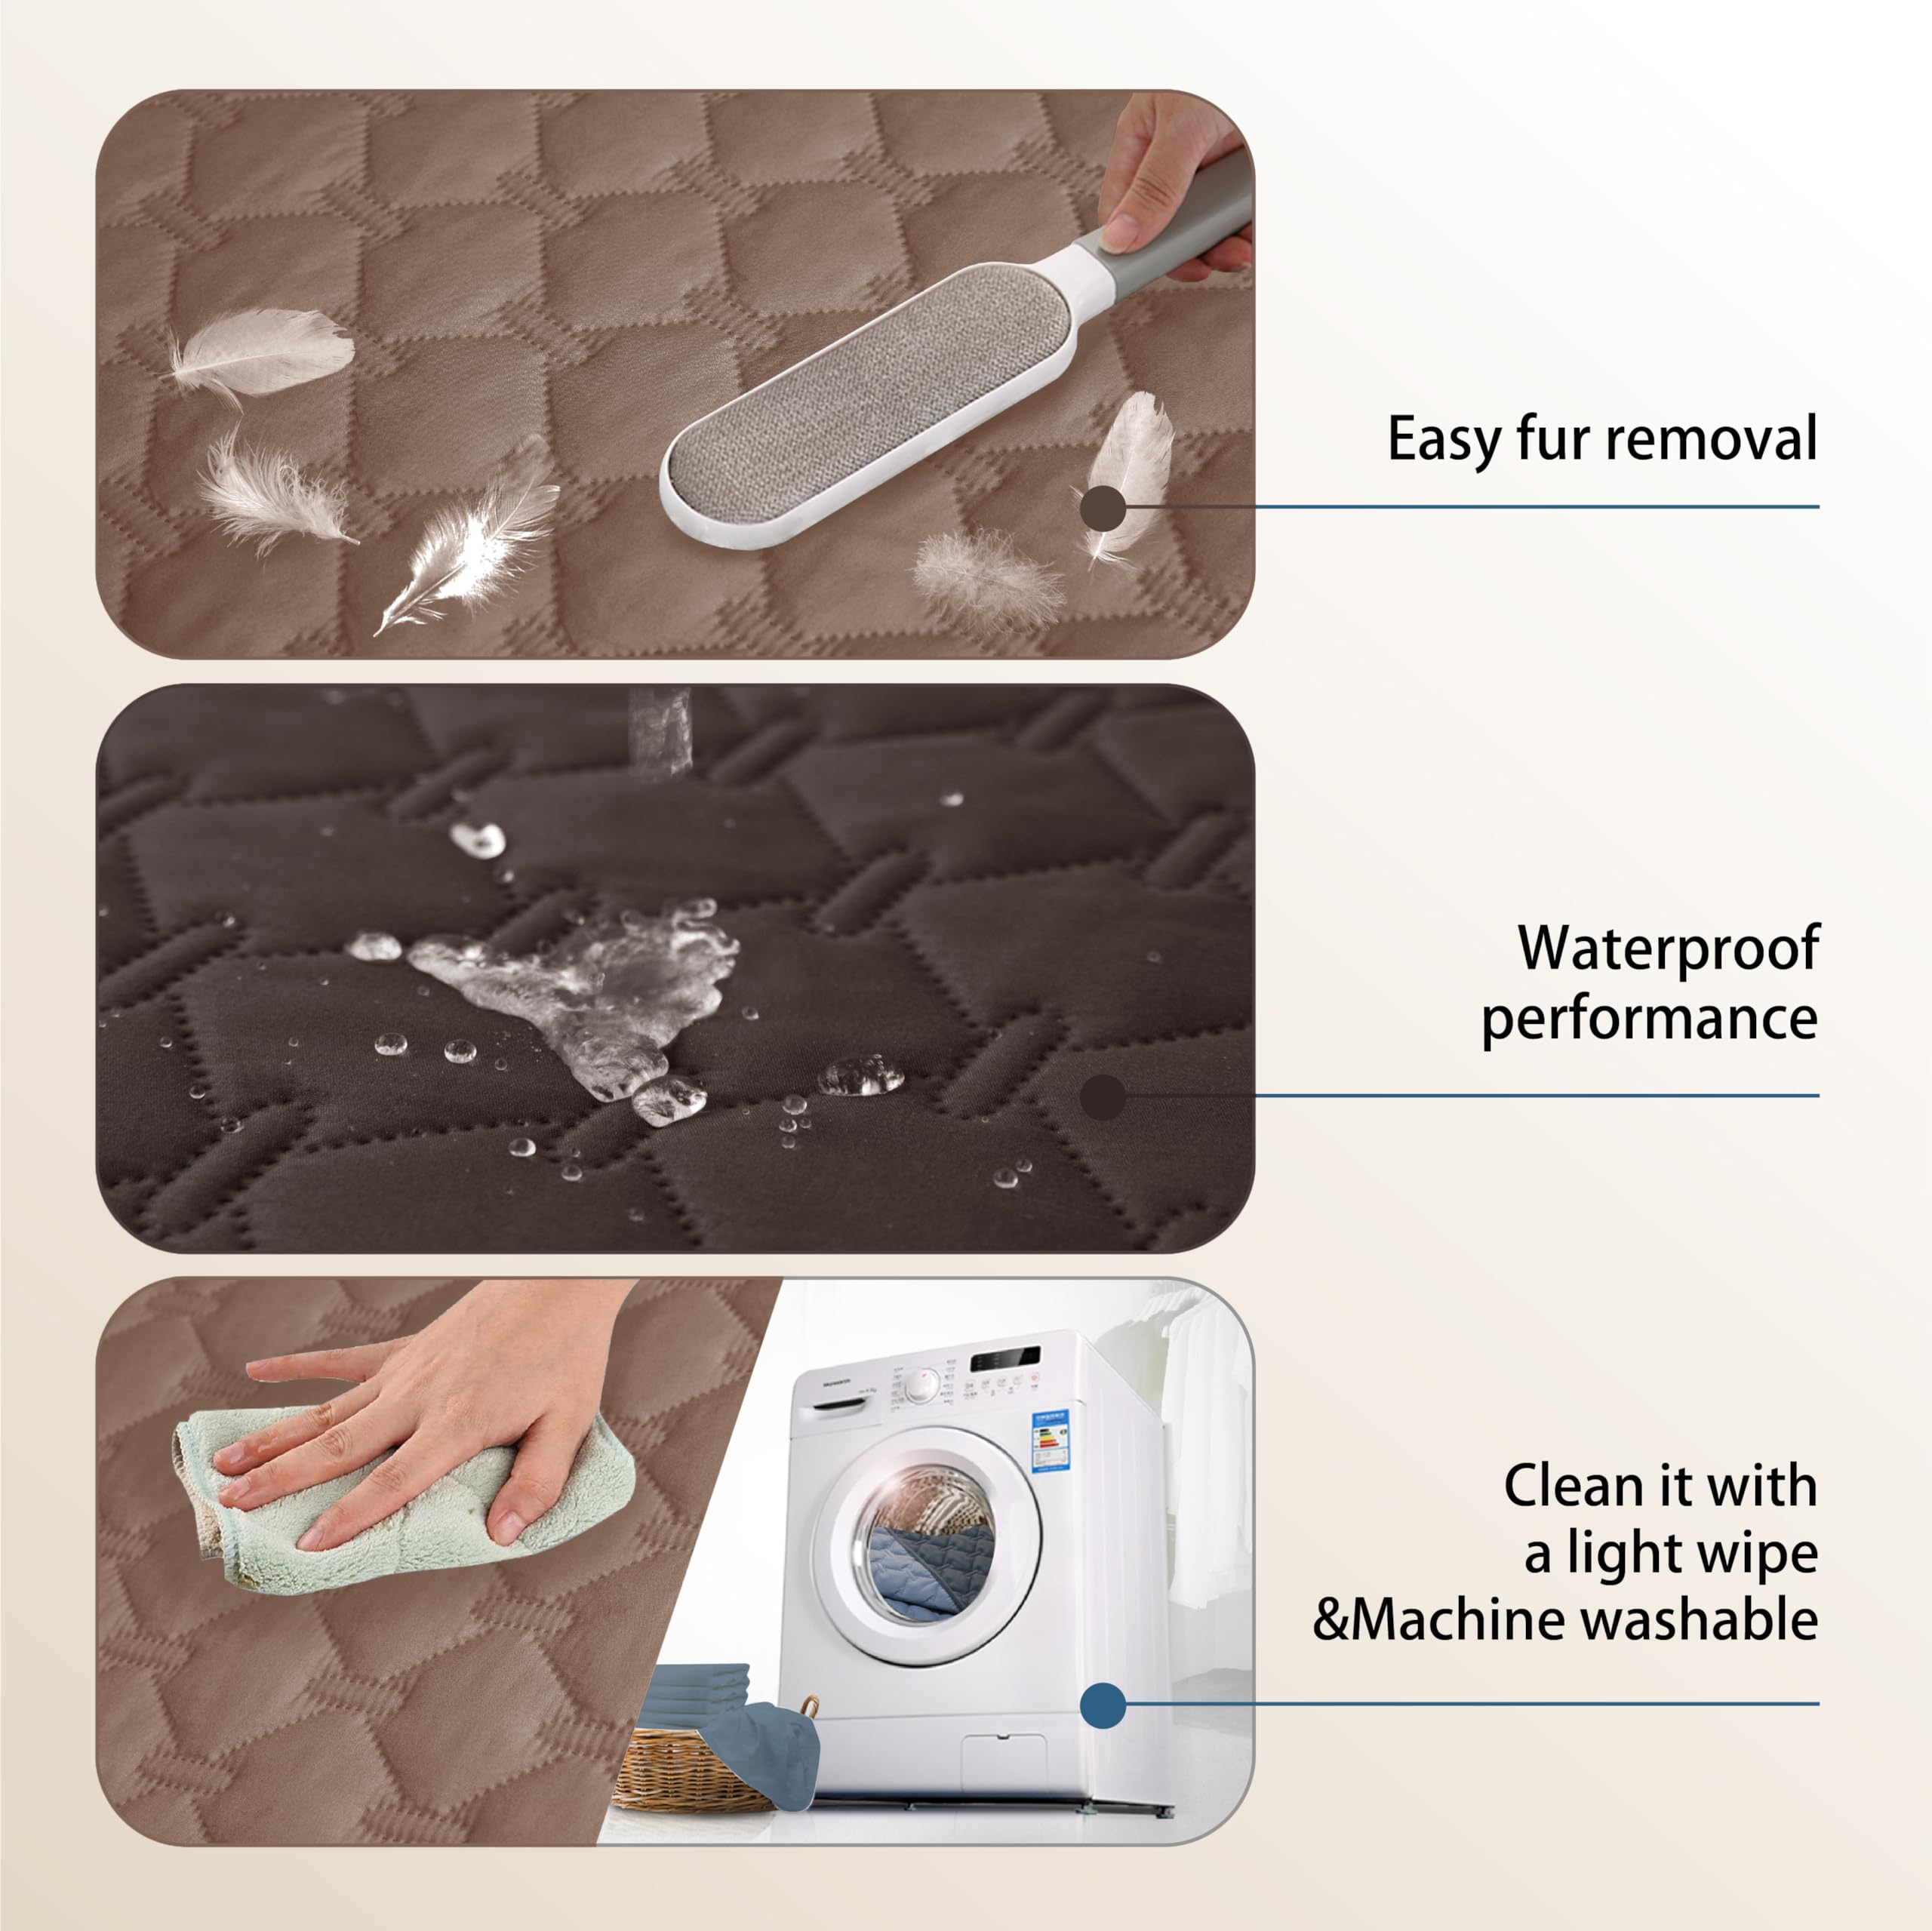 Easy fur removal
Waterproof
performance
Clean it with
a light wipe
&Machine washable